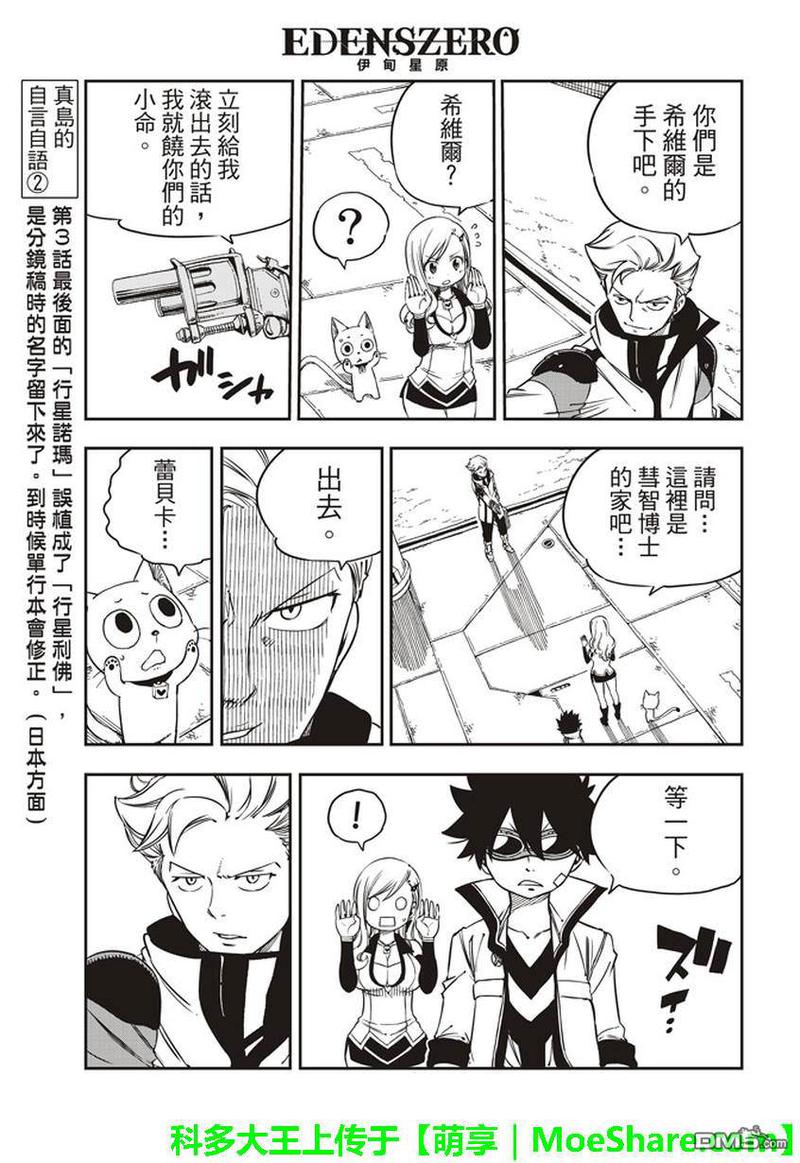 EDENSZERO
伊甸星原
你們是
希維爾的
手下吧。
希維爾?
?
立刻給我
滾出去的話，
我就饒你們的
小命。
ガシャ
請問…
這裡是
彗智博士
的家吧…
出去。
蕾貝卡…
等一下。
!
ズイ…
真島的
自言自語②
第3話最後面的「行星諾瑪」誤植成了「行星利佛」，
是分鏡稿時的名字留下來了。到時候單行本會修正。（日本方面）
科多大王上传于【萌享｜MoeShare.com】